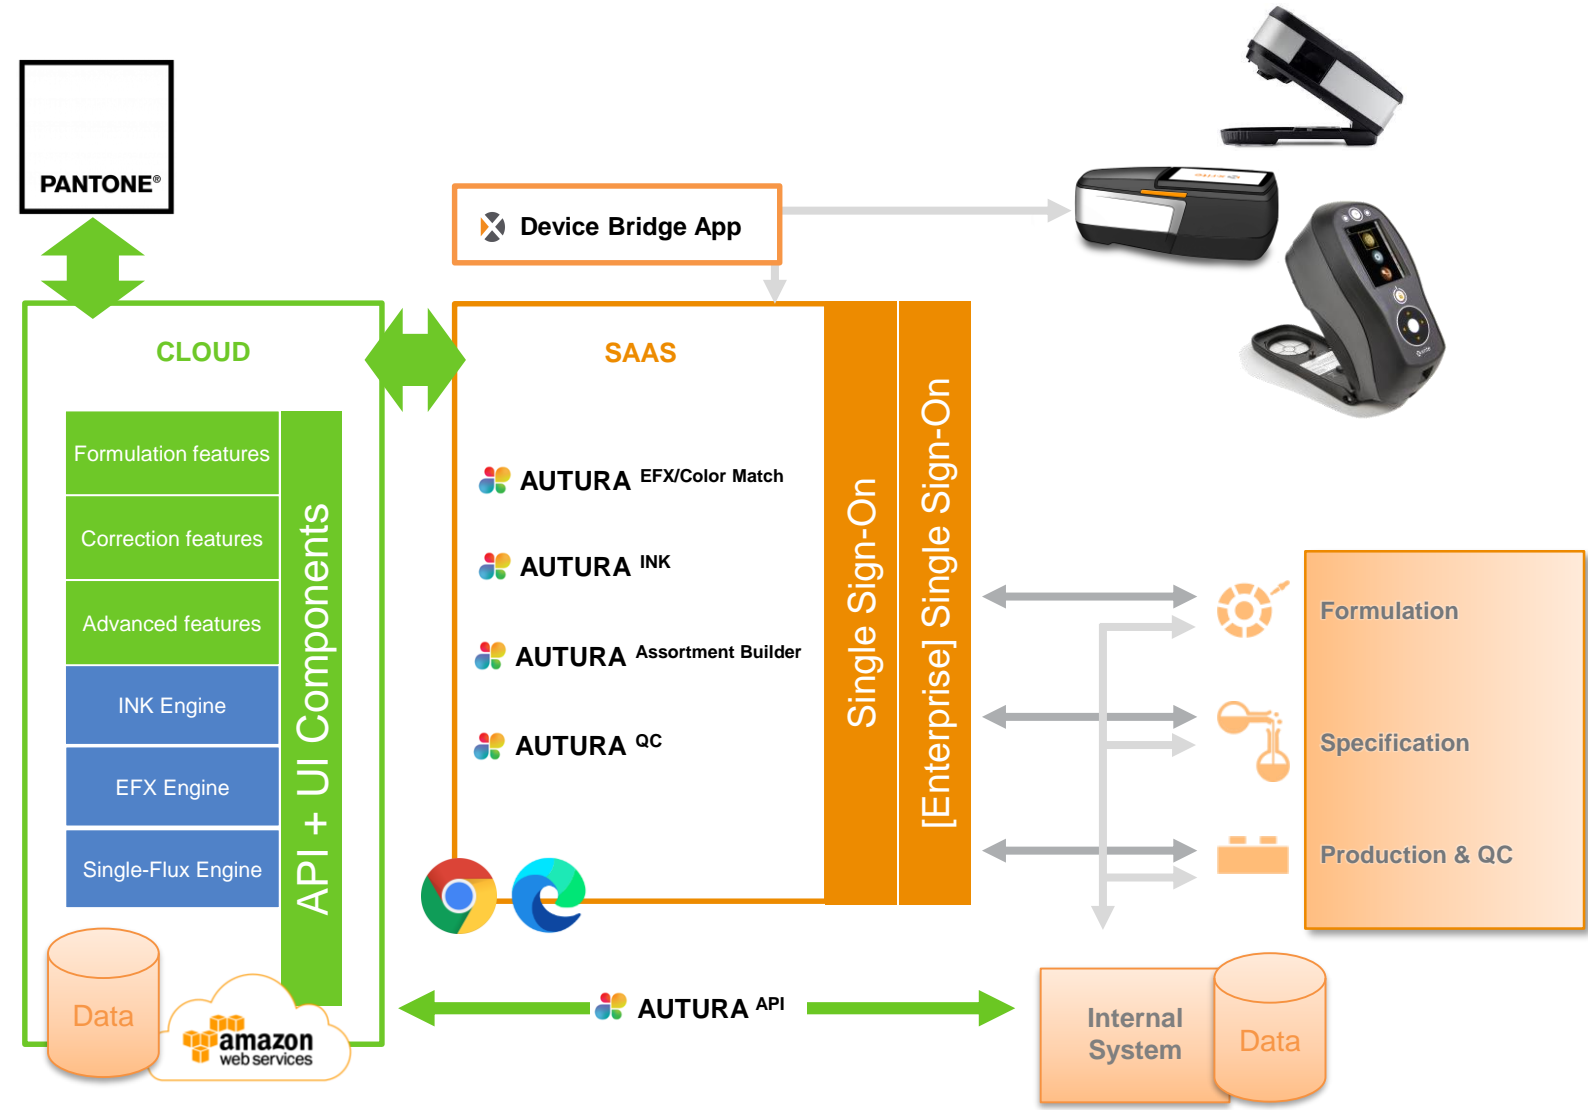 PANTONE®
Device Bridge App
CLOUD
Formulation features
Correction features
Advanced features
INK Engine
EFX Engine
Single-Flux Engine
API + UI Components
Data
amazon
web services
SAAS
AUTURA EFX/Color Match
AUTURA INK
AUTURA Assortment Builder
AUTURA QC
Single Sign-On
[Enterprise] Single Sign-On
Formulation
Specification
Production & QC
AUTURA API
Internal
System
Data